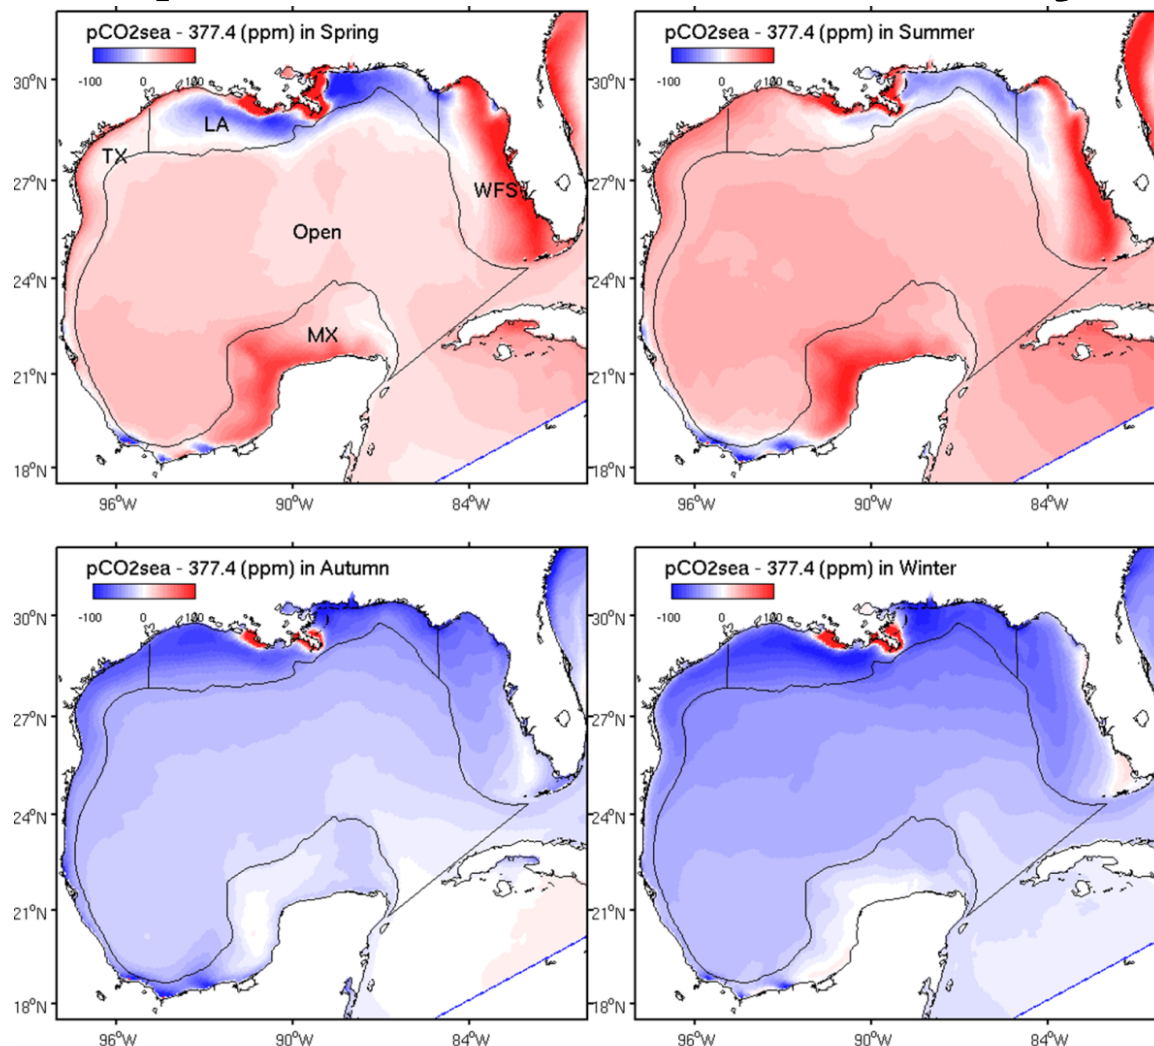 pCO2sea - 377.4 (ppm) in Spring
-100 0 100
30°N
LA
TX
27°N
WFS
Open
24°N
MX
21°N
18°N
96°W 90°W 84°W
pCO2sea - 377.4 (ppm) in Summer
-100 0 100
30°N
27°N
24°N
21°N
18°N
96°W 90°W 84°W
pCO2sea - 377.4 (ppm) in Autumn
-100 0 100
30°N
27°N
24°N
21°N
18°N
96°W 90°W 84°W
pCO2sea - 377.4 (ppm) in Winter
-100 0 100
30°N
27°N
24°N
21°N
18°N
96°W 90°W 84°W